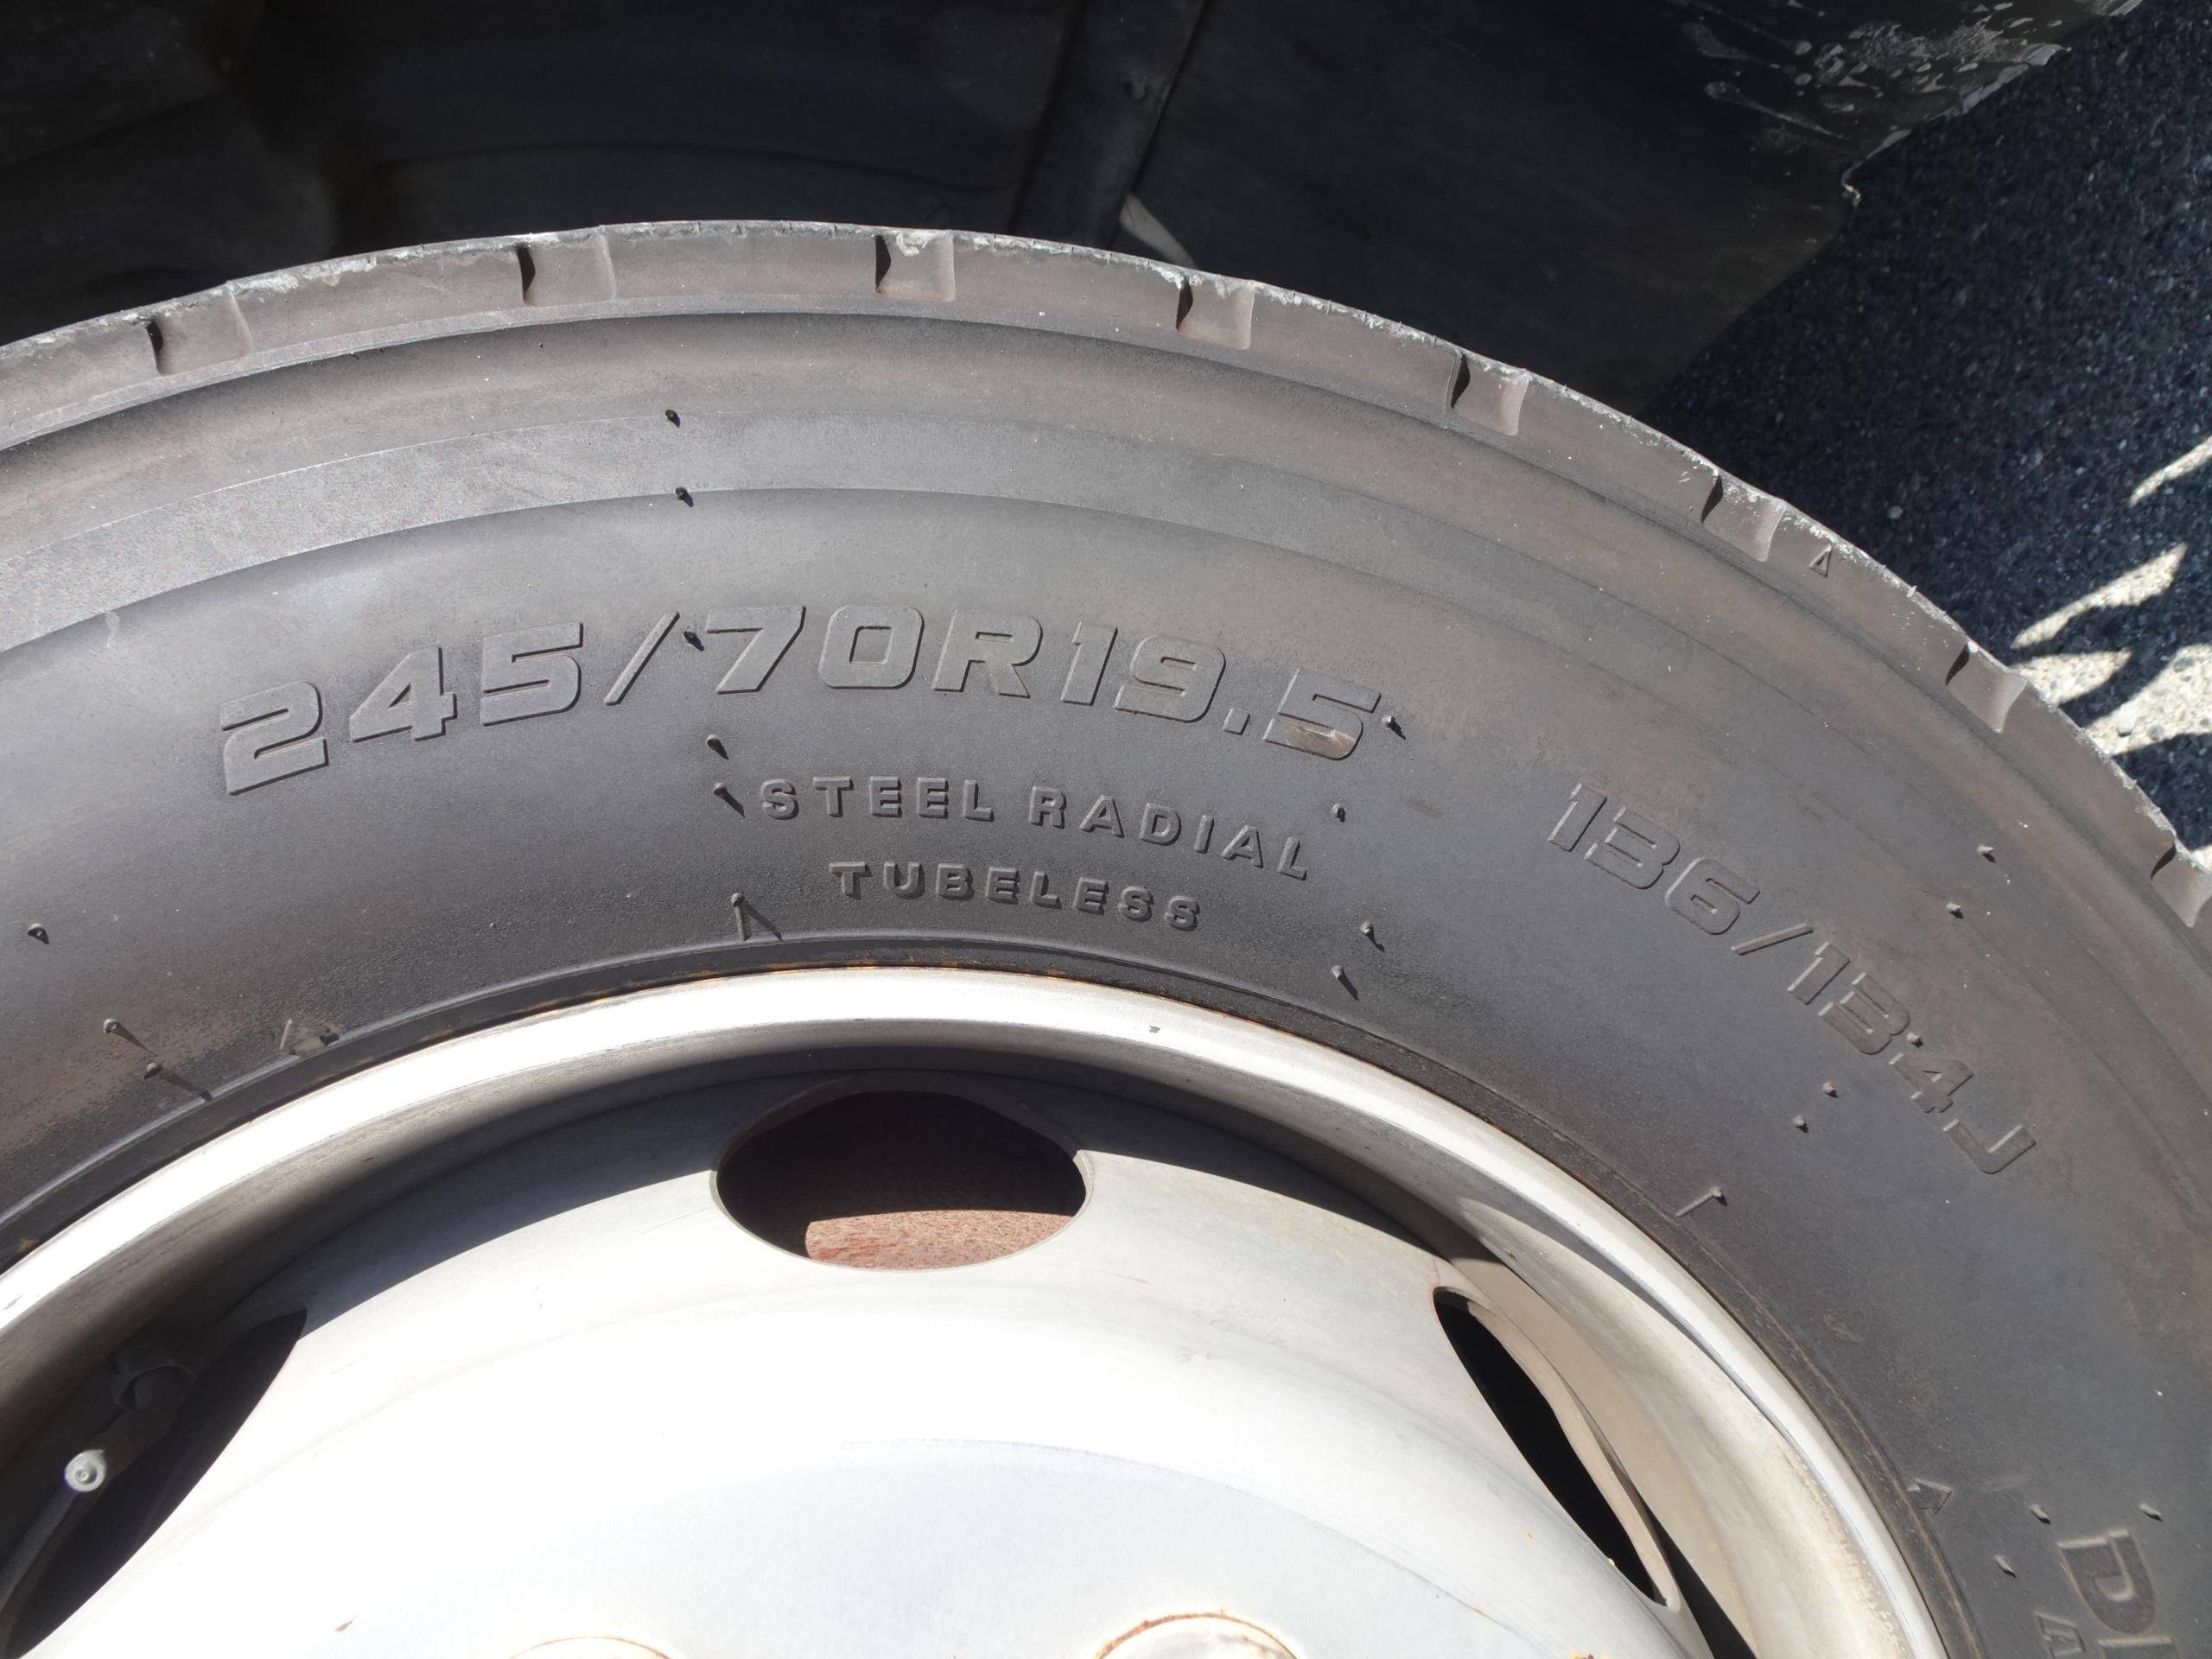 245/70R19.5
STEEL RADIAL
TUBELESS
136/134J